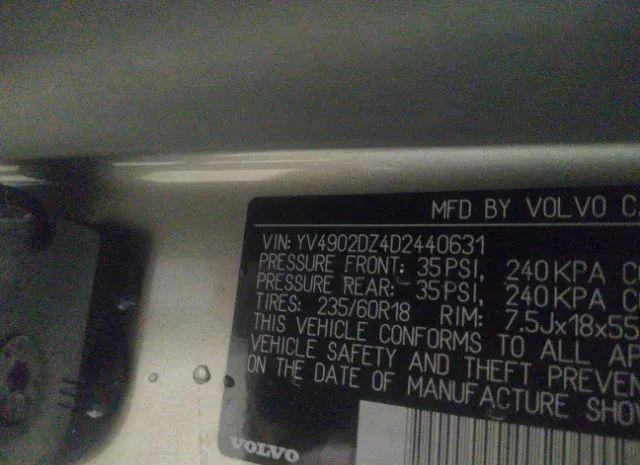 MFD BY VOLVO C
VIN: YV4902DZ4D2440631
PRESSURE FRONT: 35PSI, 240KPA C
PRESSURE REAR: 35PSI, 240KPA C
TIRES: 235/60R18 RIM: 7.5Jx18x55
THIS VEHICLE CONFORMS TO ALL AP
VEHICLE SAFETY AND THEFT PREVEN
ON THE DATE OF MANUFACTURE SHO
VOLVO